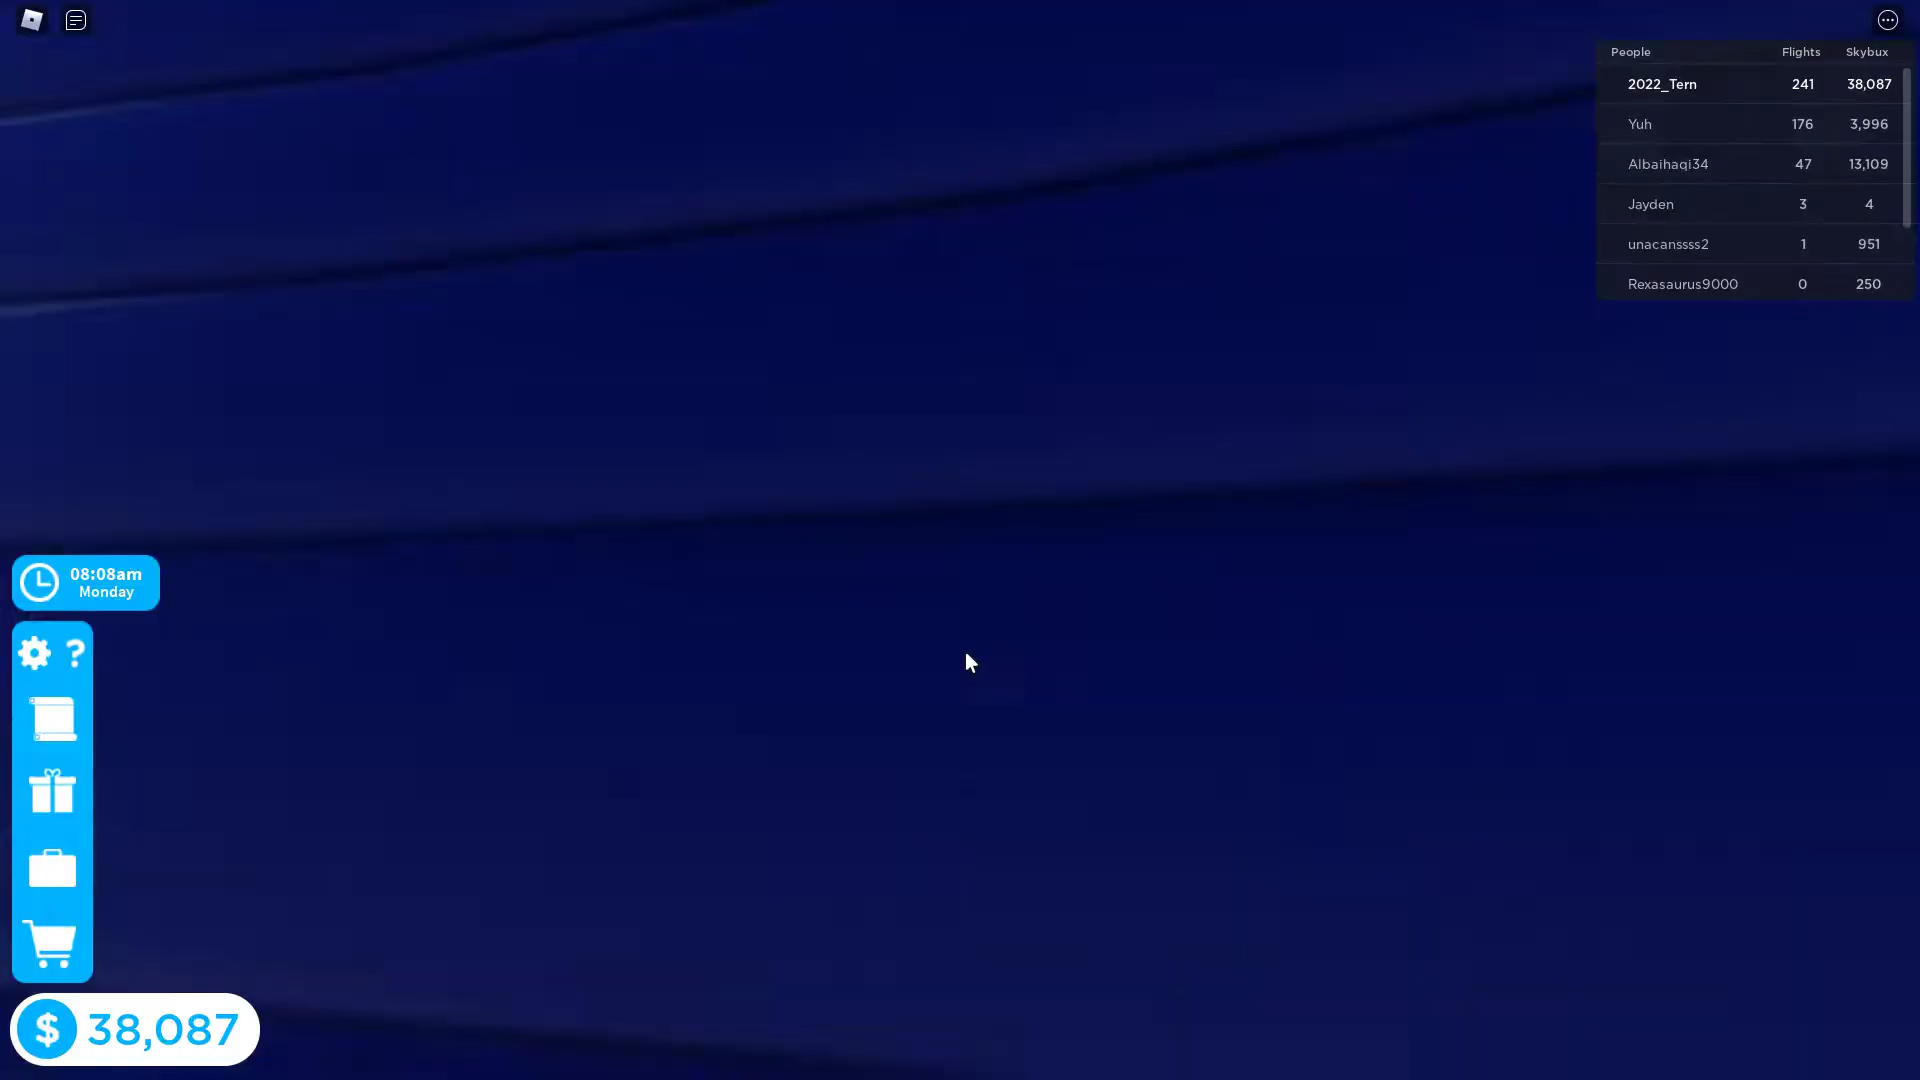 People Flights Skybux
2022_Tern 241 38,087
Yuh 176 3,996
Albaihaqi34 47 13,109
Jayden 3 4
unacanssss2 1 951
Rexasaurus9000 0 250
08:08am
Monday
?
$ 38,087